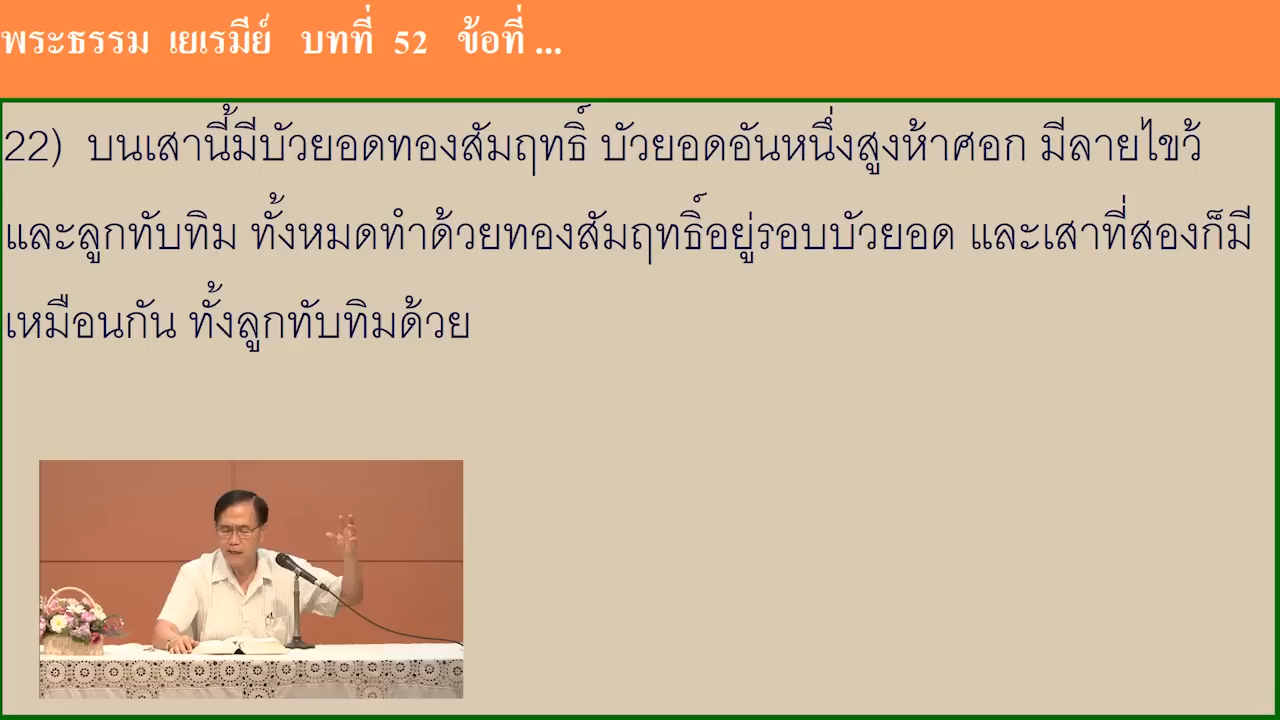 พระธรรม เยเรมีย์ บทที่ 52 ข้อที่ ...
22) บนเสานี้มีบัวยอดทองสัมฤทธิ์ บัวยอดอันหนึ่งสูงห้าศอก มีลายไขว้
และลูกทับทิม ทั้งหมดทำด้วยทองสัมฤทธิ์อยู่รอบบัวยอด และเสาที่สองก็มี
เหมือนกัน ทั้งลูกทับทิมด้วย